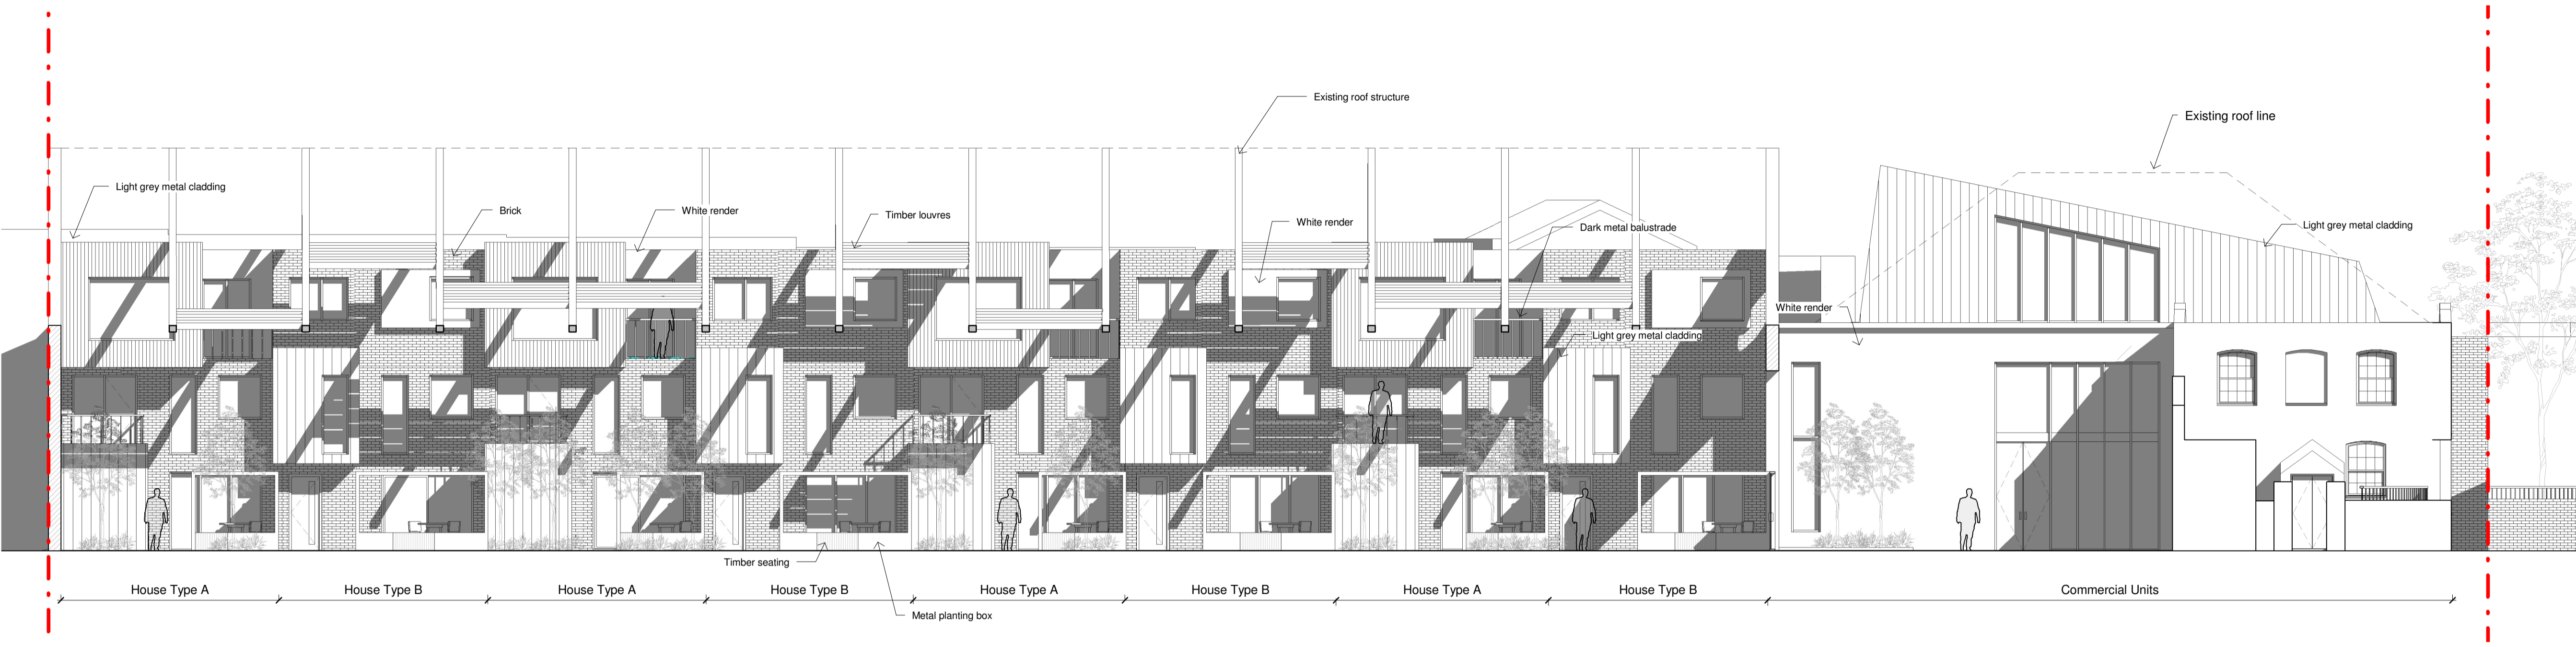 Existing roof structure
Existing roof line
Light grey metal cladding
Brick
White render
Timber louvres
White render
Dark metal balustrade
Light grey metal cladding
White render
Light grey metal cladding
Timber seating
House Type A
House Type B
House Type A
House Type B
House Type A
House Type B
House Type A
House Type B
Commercial Units
Metal planting box